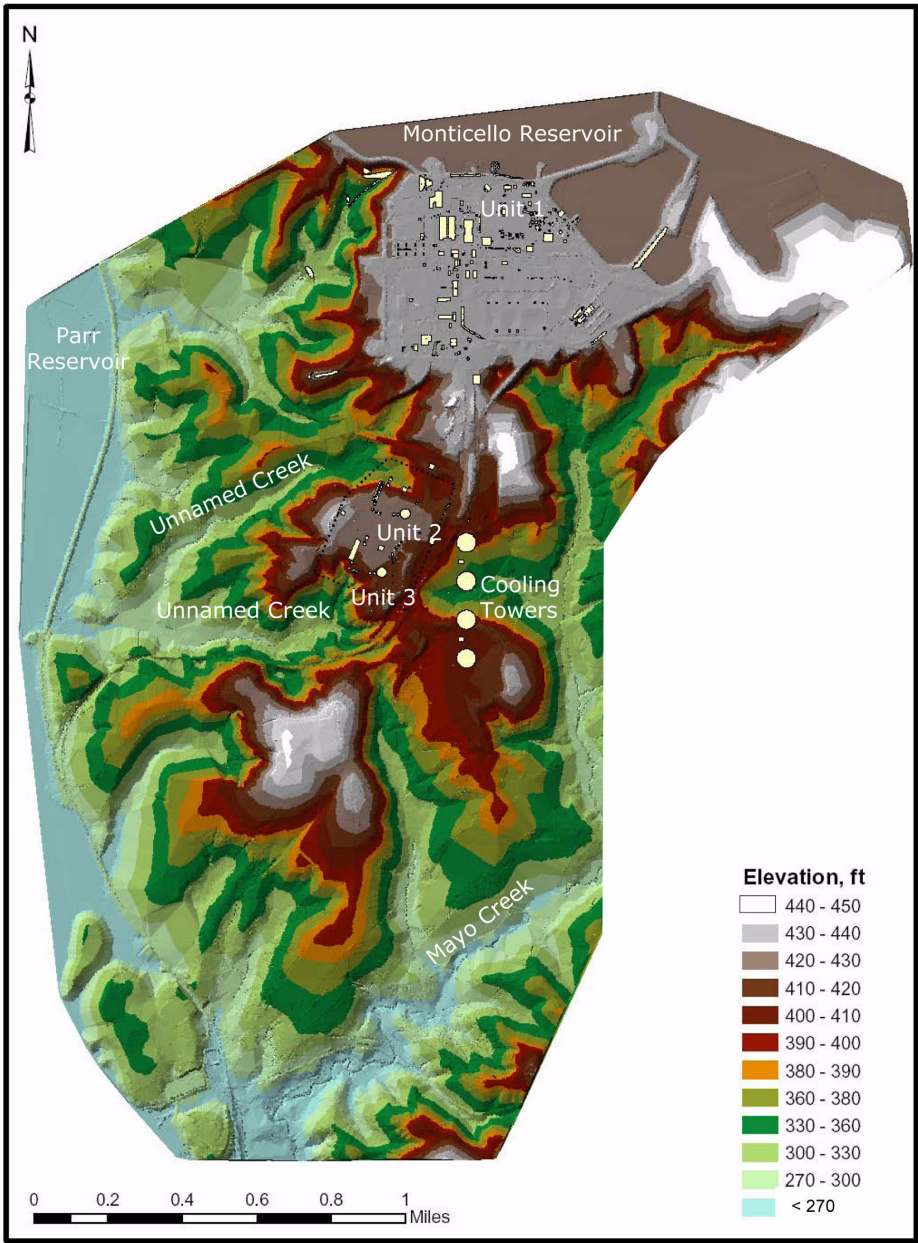 N
Monticello Reservoir
Unit 1
Parr
Reservoir
Unnamed Creek
Unit 2
Unnamed Creek
Unit 3
Cooling
Towers
Mayo Creek
Elevation, ft
440 - 450
430 - 440
420 - 430
410 - 420
400 - 410
390 - 400
380 - 390
360 - 380
330 - 360
300 - 330
270 - 300
< 270
0 0.2 0.4 0.6 0.8 1
Miles